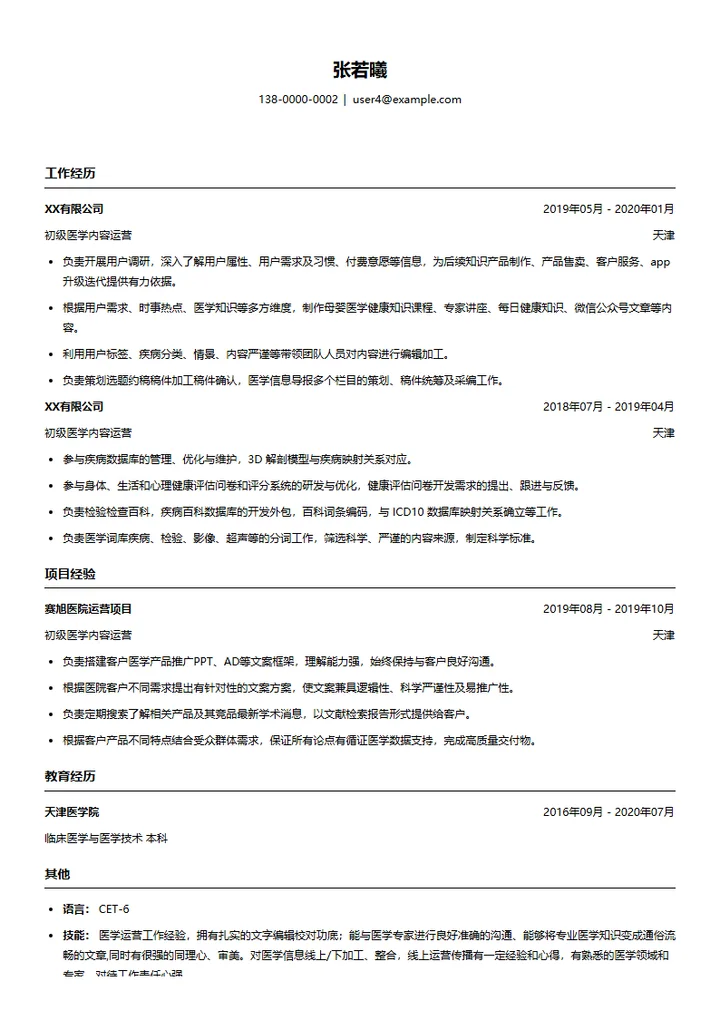 张若曦
138-0000-0002 | user4@example.com
工作经历
XX有限公司 2019年05月 - 2020年01月
初级医学内容运营 天津
• 负责开展用户调研，深入了解用户属性、用户需求及习惯、付费意愿等信息，为后续知识产品制作、产品售卖、客户服务、app
升级迭代提供有力依据。
• 根据用户需求、时事热点、医学知识等多方维度，制作母婴医学健康知识课程、专家讲座、每日健康知识、微信公众号文章等内
容。
• 利用用户标签、疾病分类、情景、内容严谨等带领团队人员对内容进行编辑加工。
• 负责策划选题约稿稿件加工稿件确认，医学信息导报多个栏目的策划、稿件统筹及采编工作。
XX有限公司 2018年07月 - 2019年04月
初级医学内容运营 天津
• 参与疾病数据库的管理、优化与维护，3D 解剖模型与疾病映射关系对应。
• 参与身体、生活和心理健康评估问卷和评分系统的研发与优化，健康评估问卷开发需求的提出、跟进与反馈。
• 负责检验检查百科，疾病百科数据库的开发外包，百科词条编码，与 ICD10 数据库映射关系确立等工作。
• 负责医学词库疾病、检验、影像、超声等的分词工作，筛选科学、严谨的内容来源，制定科学标准。
项目经验
赛旭医院运营项目 2019年08月 - 2019年10月
初级医学内容运营 天津
• 负责搭建客户医学产品推广PPT、AD等文案框架，理解能力强，始终保持与客户良好沟通。
• 根据医院客户不同需求提出有针对性的文案方案，使文案兼具逻辑性、科学严谨性及易推广性。
• 负责定期搜索了解相关产品及其竞品最新学术消息，以文献检索报告形式提供给客户。
• 根据客户产品不同特点结合受众群体需求，保证所有论点有循证医学数据支持，完成高质量交付物。
教育经历
天津医学院 2016年09月 - 2020年07月
临床医学与医学技术 本科
其他
• 语言： CET-6
• 技能： 医学运营工作经验，拥有扎实的文字编辑校对功底；能与医学专家进行良好准确的沟通、能够将专业医学知识变成通俗流
畅的文章,同时有很强的同理心、审美。对医学信息线上/下加工、整合，线上运营传播有一定经验和心得，有熟悉的医学领域和
专家，对待工作责任心强